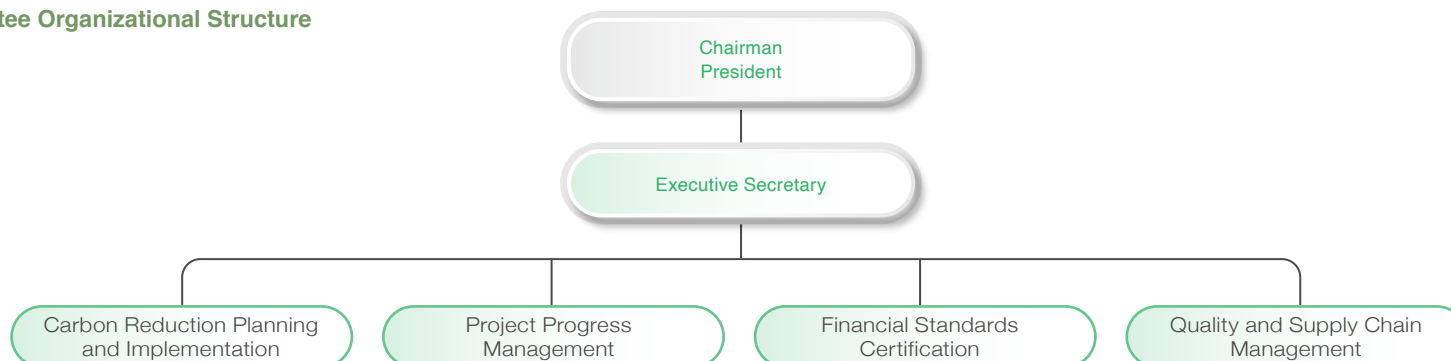 Organizational Structure
Chairman
President
Executive Secretary
Carbon Reduction Planning
and Implementation
Project Progress
Management
Financial Standards
Certification
Quality and Supply Chain
Management